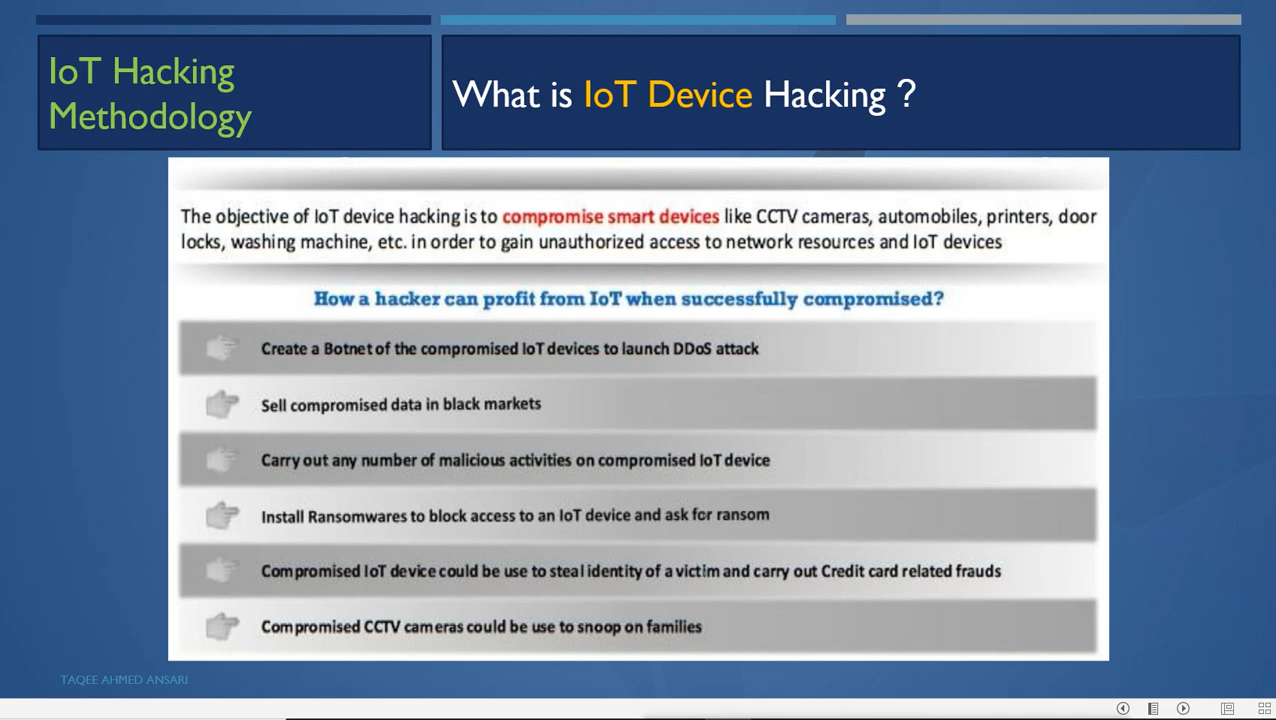 IoT Hacking
Methodology
What is IoT Device Hacking ?
The objective of IoT device hacking is to compromise smart devices like CCTV cameras, automobiles, printers, door
locks, washing machine, etc. in order to gain unauthorized access to network resources and IoT devices
How a hacker can profit from IoT when successfully compromised?
Create a Botnet of the compromised IoT devices to launch DDoS attack
Sell compromised data in black markets
Carry out any number of malicious activities on compromised IoT device
Install Ransomwares to block access to an IoT device and ask for ransom
Compromised IoT device could be use to steal identity of a victim and carry out Credit card related frauds
Compromised CCTV cameras could be use to snoop on families
TAQEE AHMED ANSARI